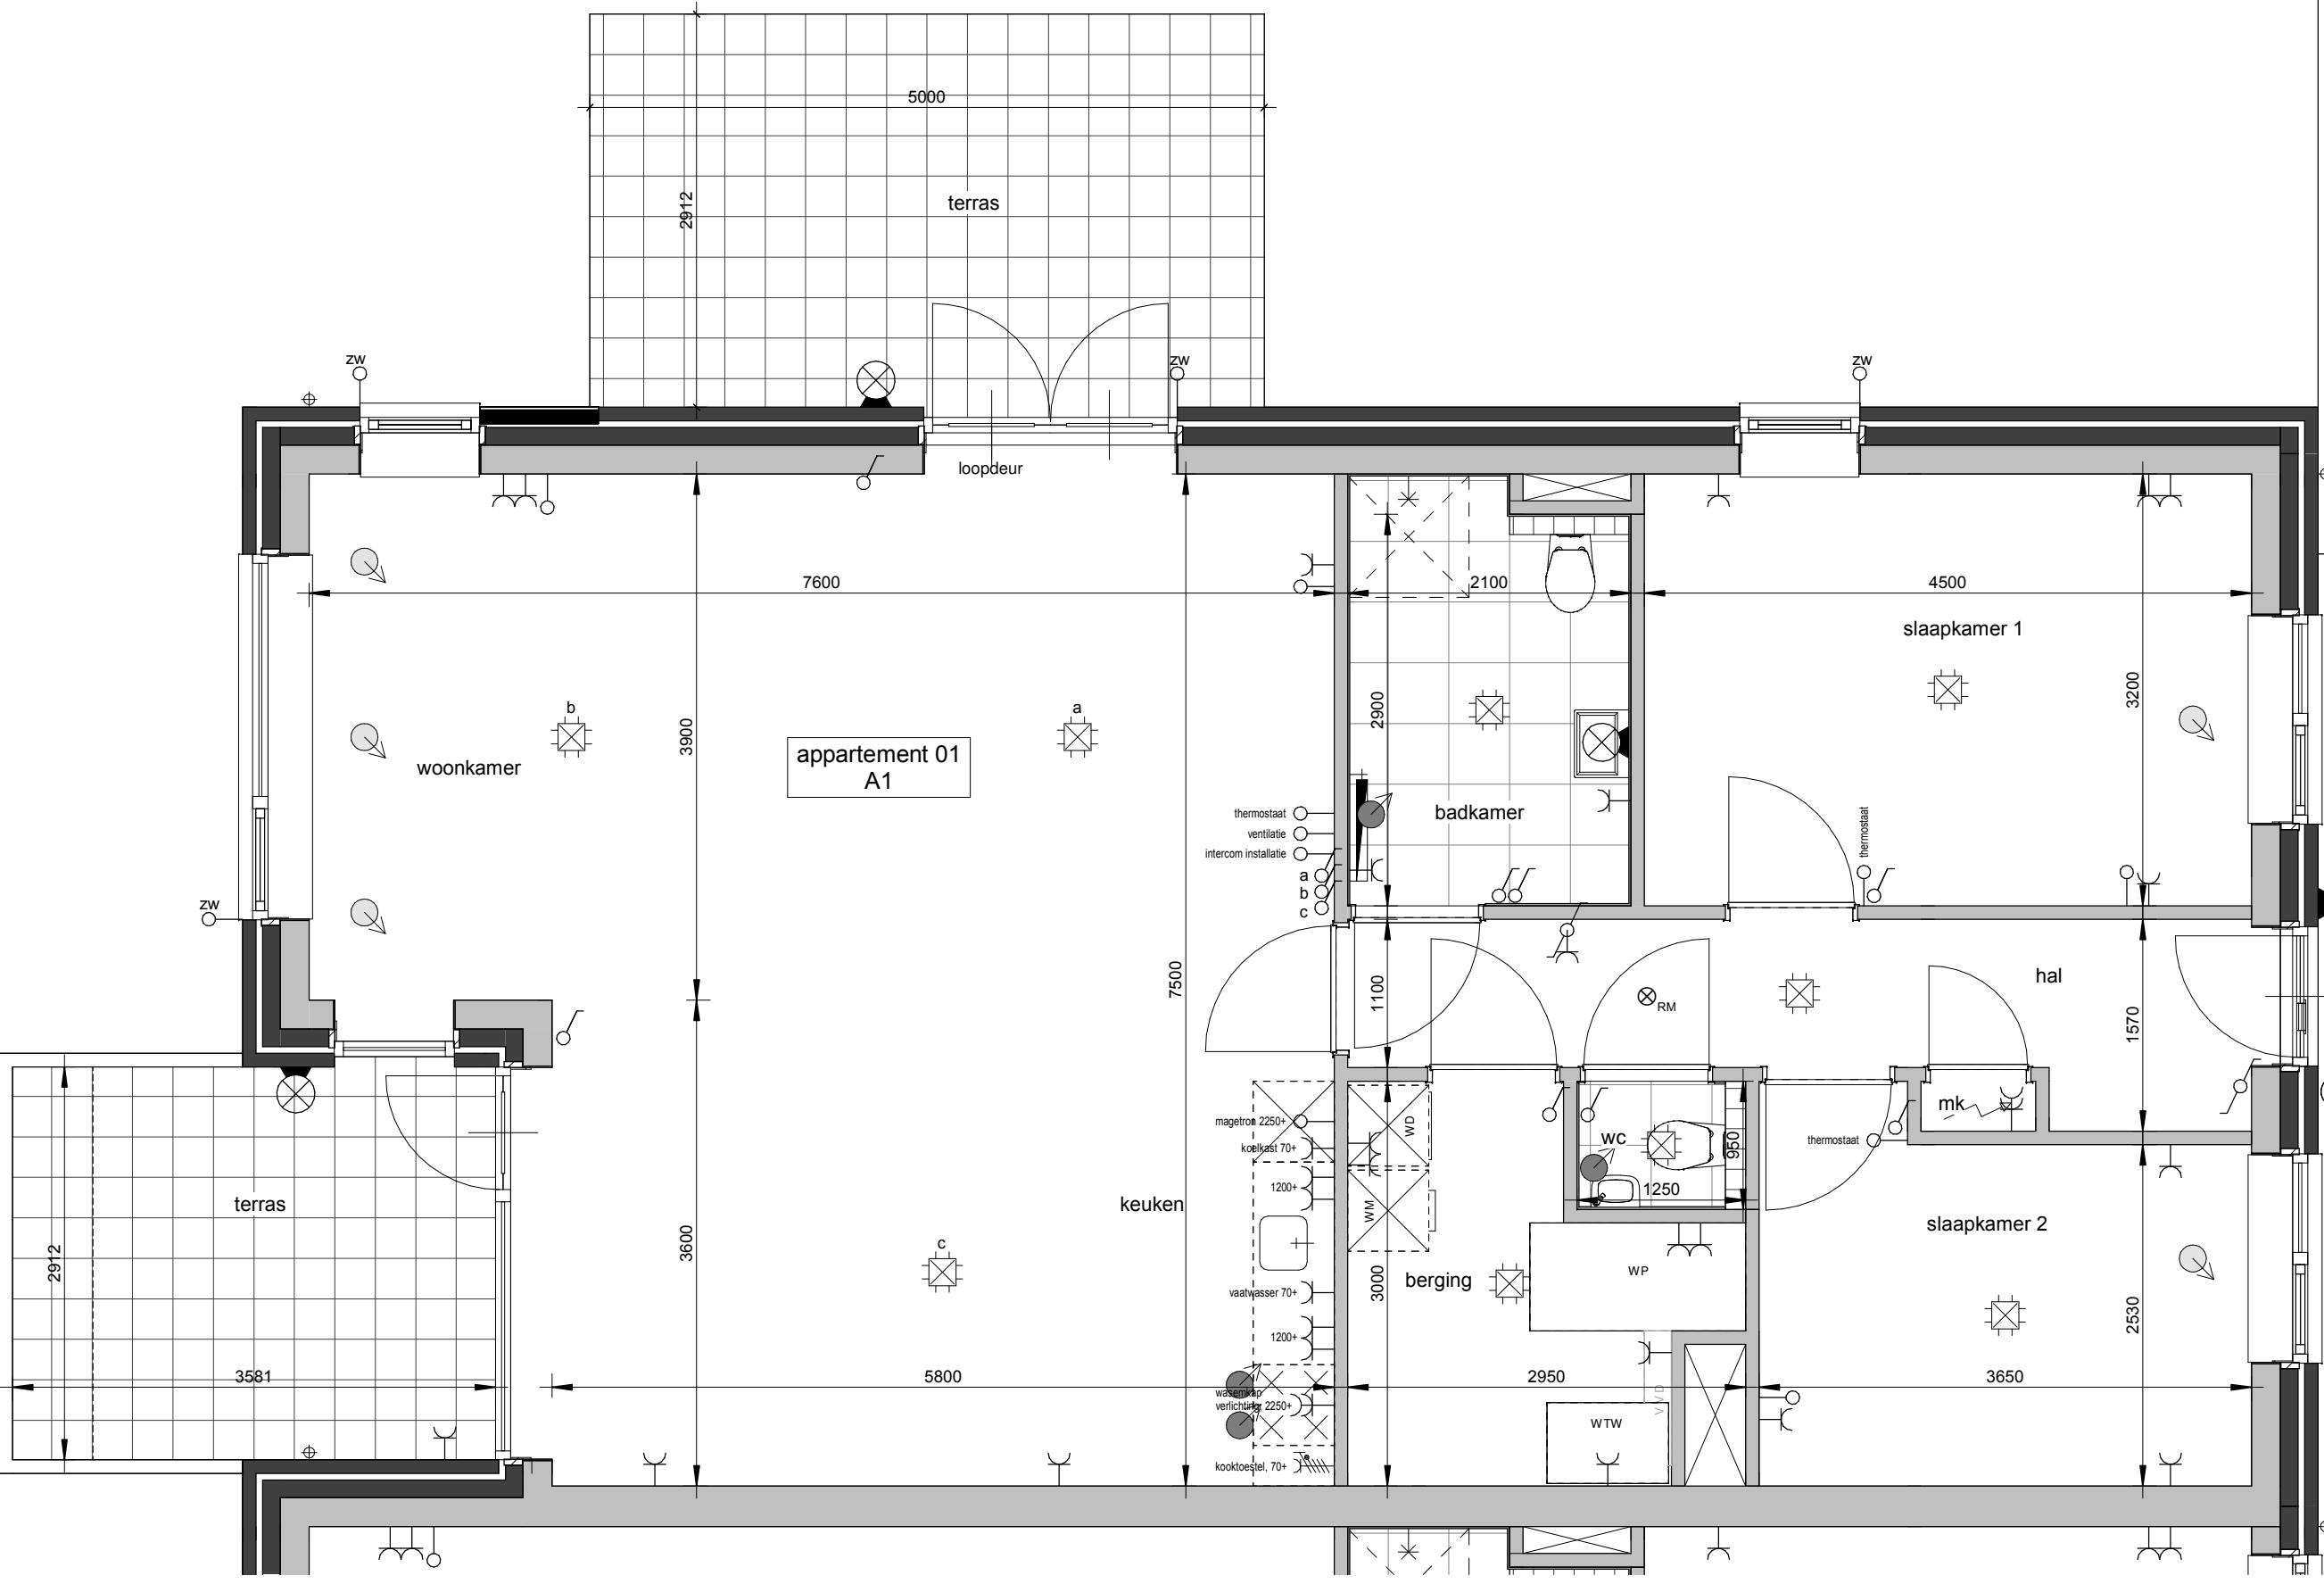 5000
2912
terras
zw
zw
zw
loopdeur
7600
2100
4500
slaapkamer 1
b
a
3900
2900
3200
appartement 01
A1
woonkamer
badkamer
thermostaat
ventilatie
intercom installatie
a
b
c
thermostaat
zw
7500
1100
hal
RM
1570
mk
magetron 2250+
koelkast 70+
1200+
WD
WC
950
thermostaat
terras
keuken
WM
1250
slaapkamer 2
2912
3600
c
3000
berging
WP
vaatwasser 70+
1200+
2530
3581
5800
2950
3650
wasemkap
verlichting 2250+
VWD
WTW
kooktoestel, 70+